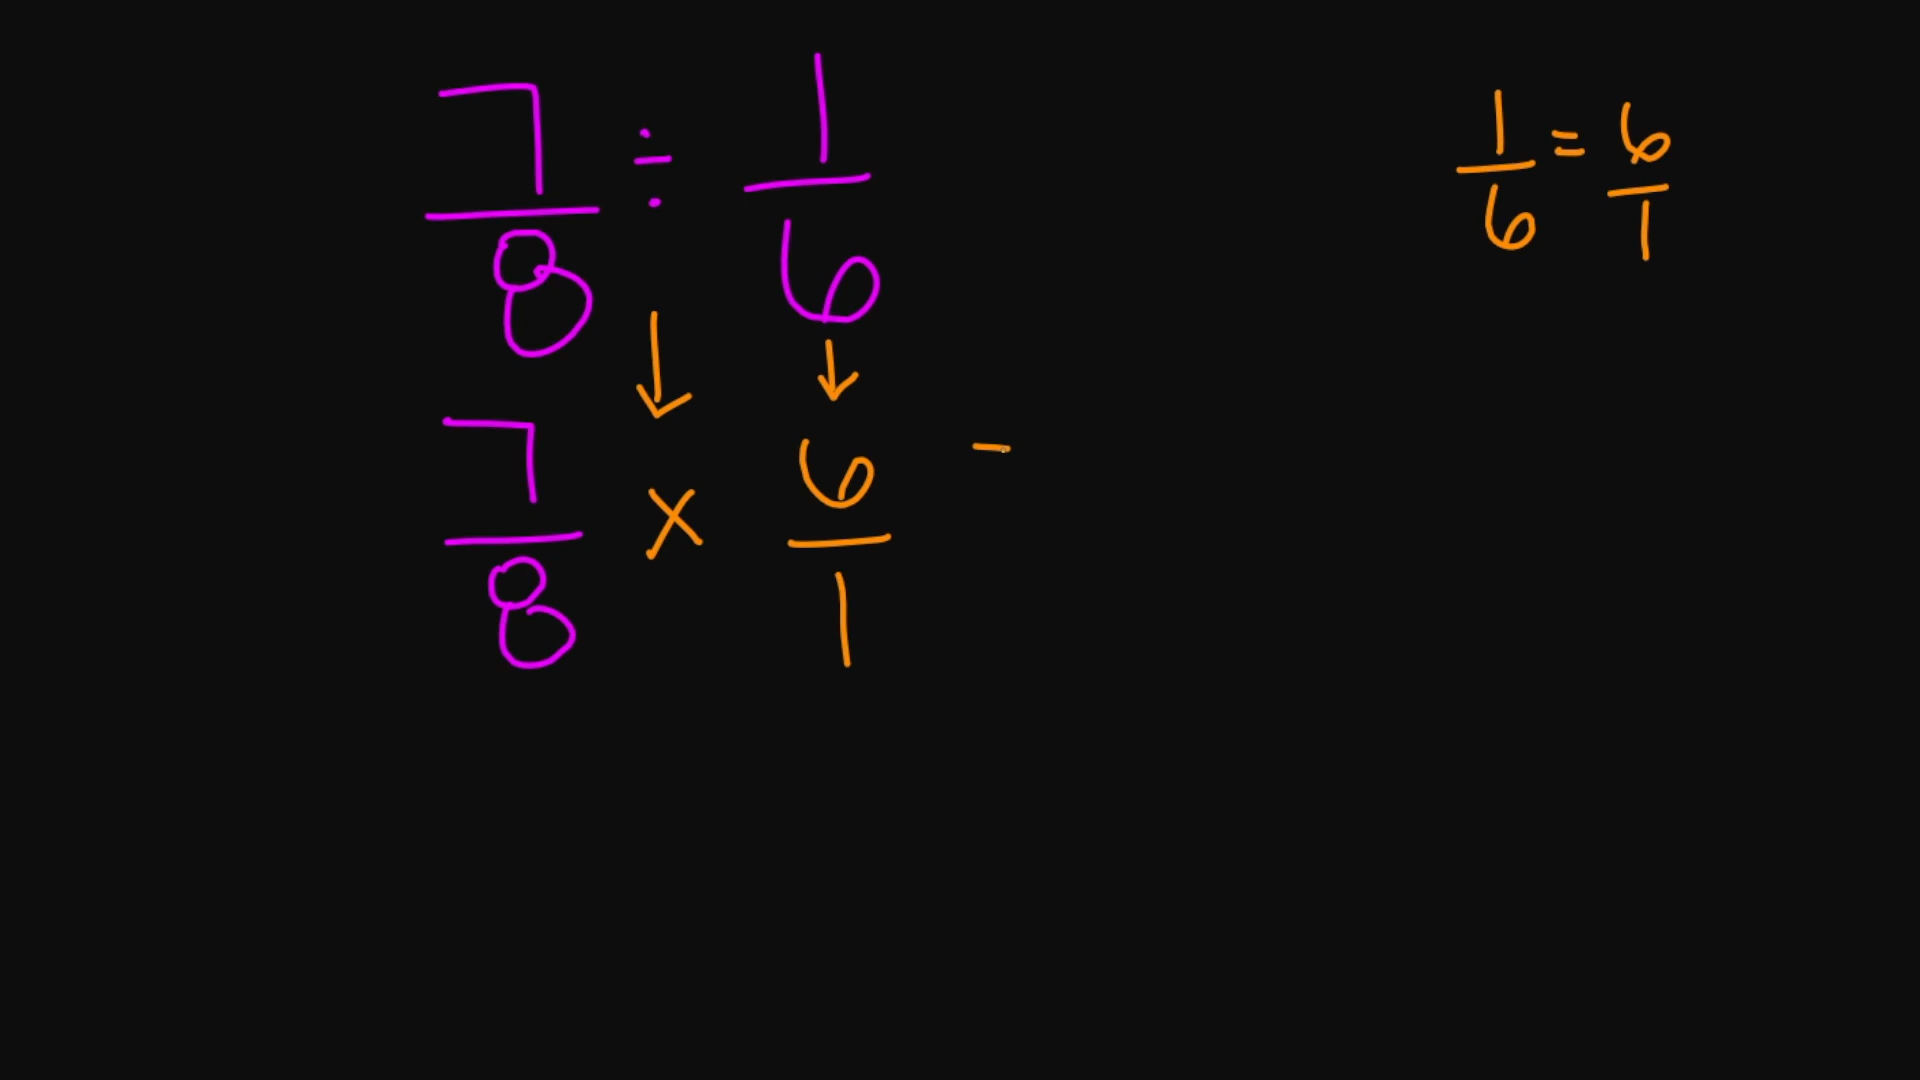 7/8 ÷ 1/6
1/6 = 6/1
↓ ↓
7/8 × 6/1 -